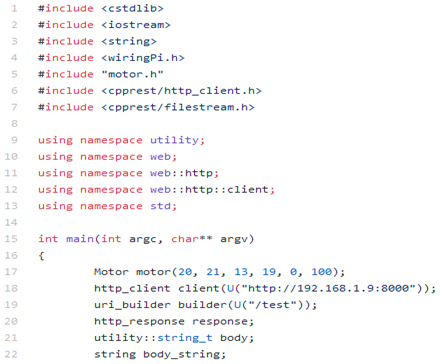 1 #include <cstdlib>
2 #include <iostream>
3 #include <string>
4 #include <wiringPi.h>
5 #include "motor.h"
6 #include <cpprest/http_client.h>
7 #include <cpprest/filestream.h>
8
9 using namespace utility;
10 using namespace web;
11 using namespace web::http;
12 using namespace web::http::client;
13 using namespace std;
14
15 int main(int argc, char** argv)
16 {
17 Motor motor(20, 21, 13, 19, 0, 100);
18 http_client client(U("http://192.168.1.9:8000"));
19 uri_builder builder(U("/test"));
20 http_response response;
21 utility::string_t body;
22 string body_string;